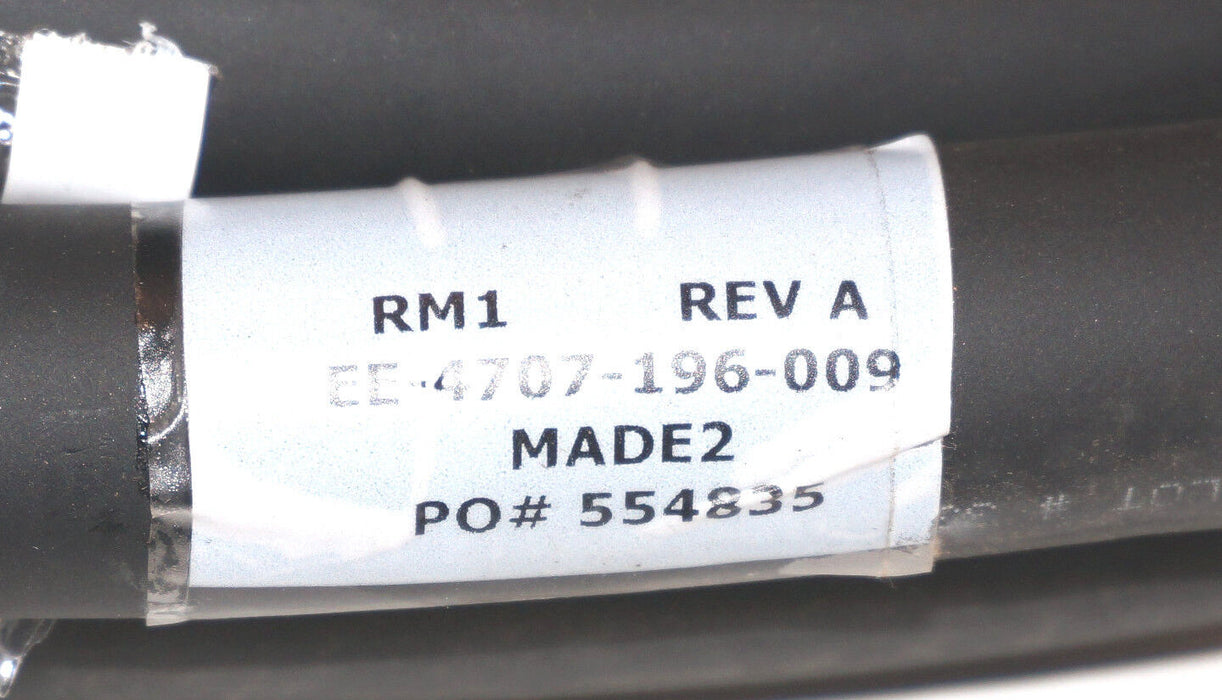 RM1 REV A
EE-4707-196-009
MADE2
PO# 554835